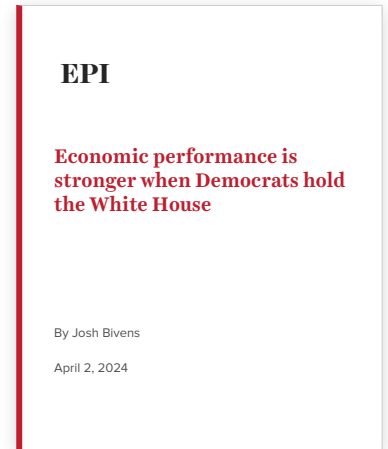 EPI
Economic performance is
stronger when Democrats hold
the White House
By Josh Bivens
April 2, 2024